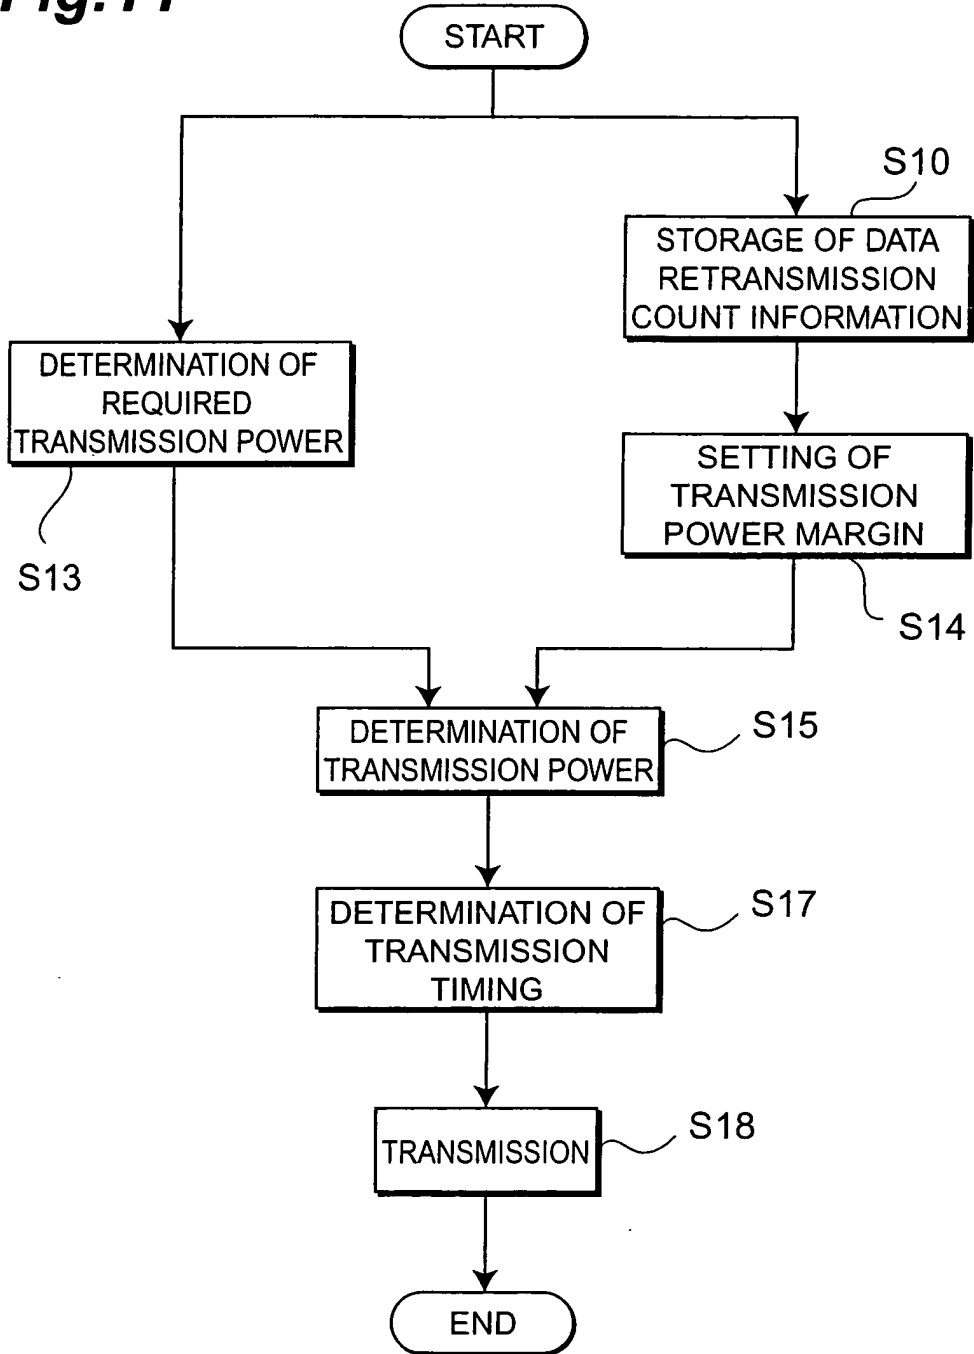 START
S10
STORAGE OF DATA
RETRANSMISSION
COUNT INFORMATION
DETERMINATION OF
REQUIRED
TRANSMISSION POWER
S13
SETTING OF
TRANSMISSION
POWER MARGIN
S14
DETERMINATION OF
TRANSMISSION POWER
S15
DETERMINATION OF
TRANSMISSION
TIMING
S17
TRANSMISSION
S18
END